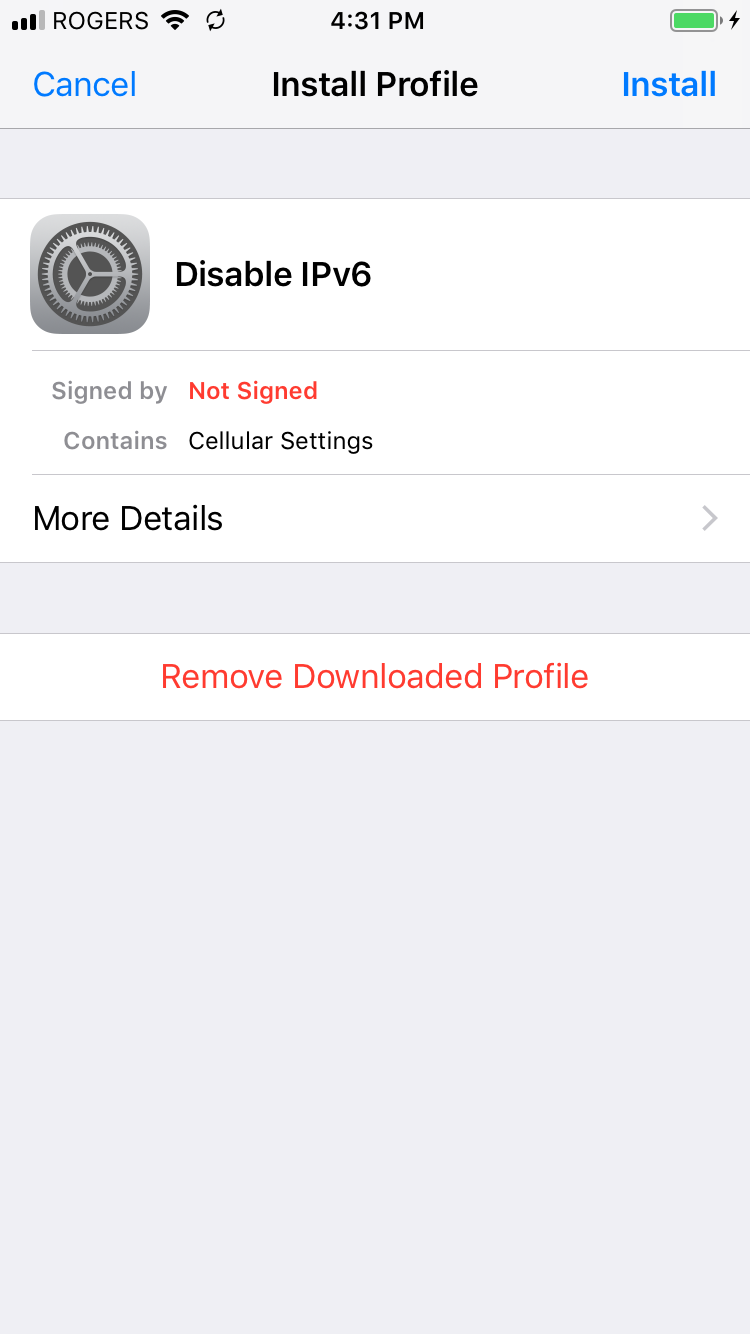 ROGERS 4:31 PM
Cancel Install Profile Install
Disable IPv6
Signed by Not Signed
Contains Cellular Settings
More Details
Remove Downloaded Profile